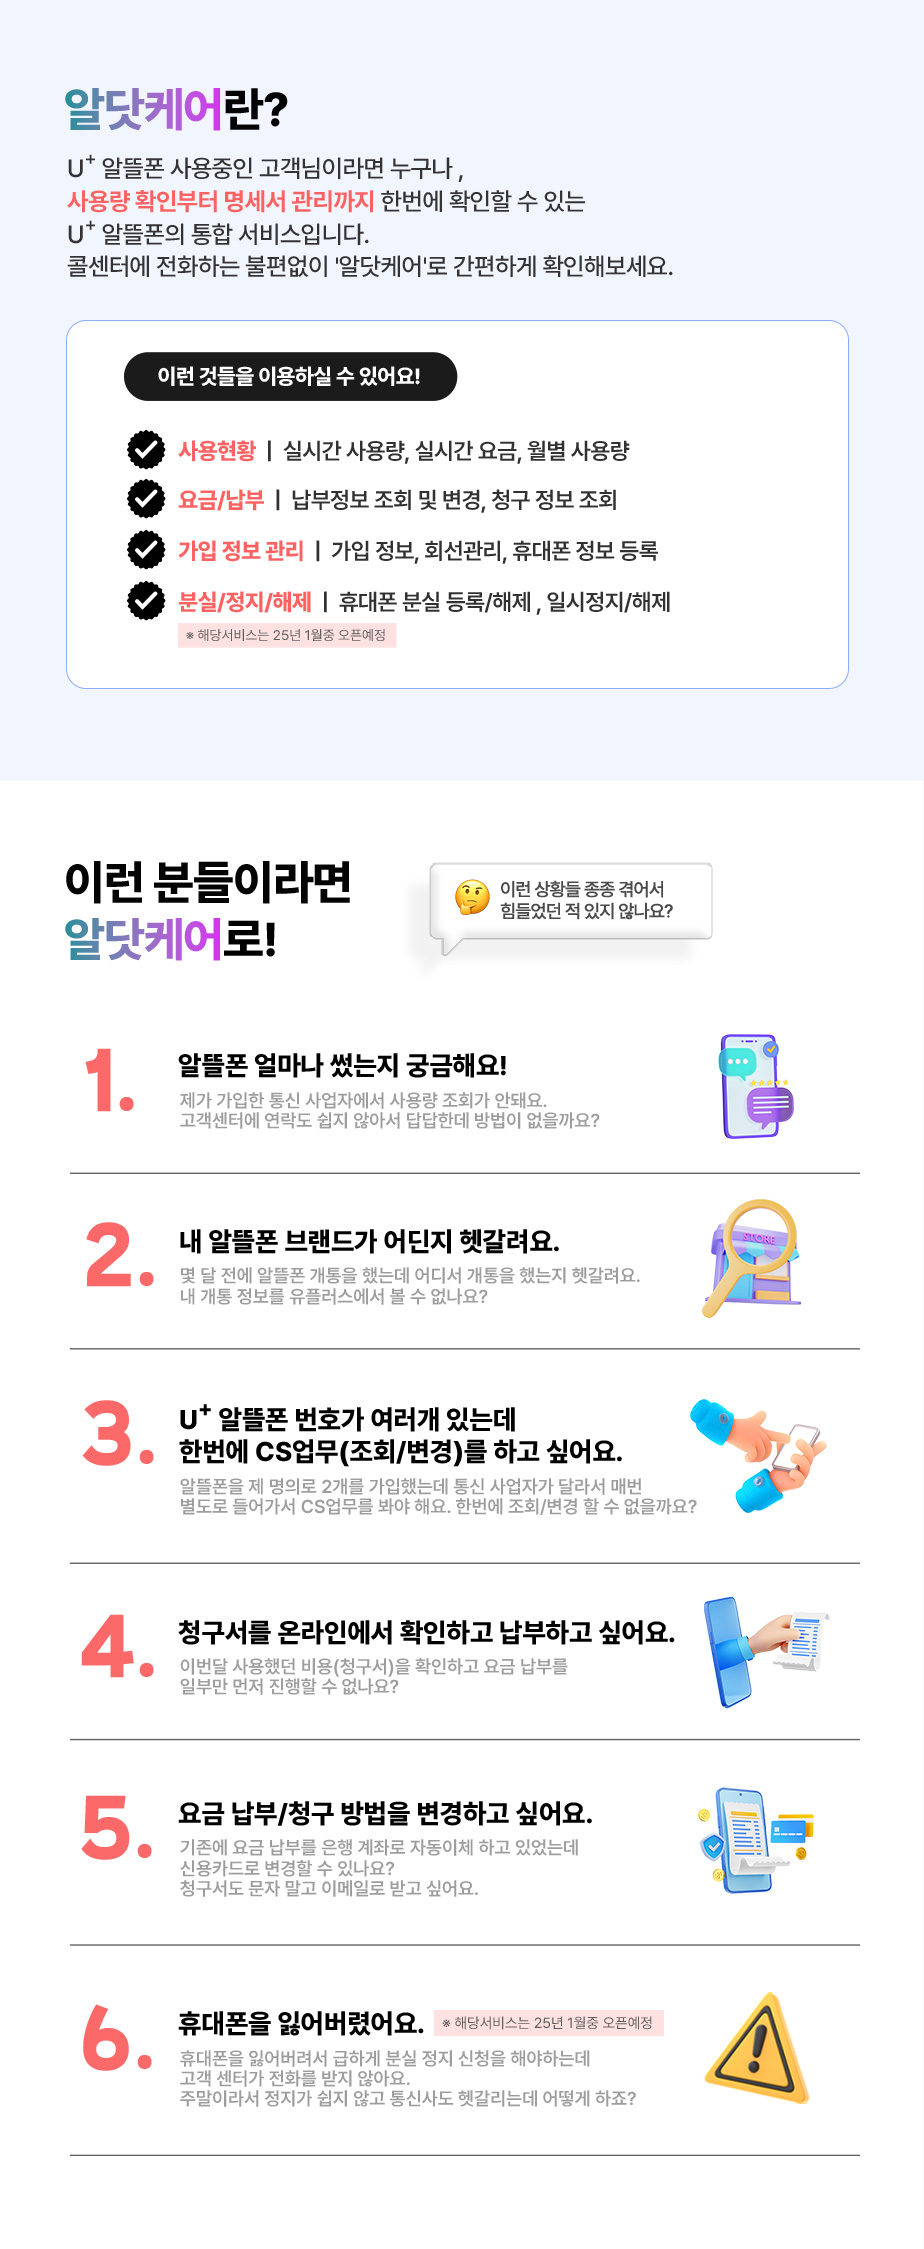 알닷케어란?
U⁺ 알뜰폰 사용중인 고객님이라면 누구나 ,
사용량 확인부터 명세서 관리까지 한번에 확인할 수 있는
U⁺ 알뜰폰의 통합 서비스입니다.
콜센터에 전화하는 불편없이 '알닷케어'로 간편하게 확인해보세요.
이런 것들을 이용하실 수 있어요!
사용현황 | 실시간 사용량, 실시간 요금, 월별 사용량
요금/납부 | 납부정보 조회 및 변경, 청구 정보 조회
가입 정보 관리 | 가입 정보, 회선관리, 휴대폰 정보 등록
분실/정지/해제 | 휴대폰 분실 등록/해제 , 일시정지/해제
※ 해당서비스는 25년 1월중 오픈예정
이런 분들이라면
알닷케어로!
이런 상황들 종종 겪어서
힘들었던 적 있지 않나요?
1. 알뜰폰 얼마나 썼는지 궁금해요!
제가 가입한 통신 사업자에서 사용량 조회가 안돼요.
고객센터에 연락도 쉽지 않아서 답답한데 방법이 없을까요?
2. 내 알뜰폰 브랜드가 어딘지 헷갈려요.
몇 달 전에 알뜰폰 개통을 했는데 어디서 개통을 했는지 헷갈려요.
내 개통 정보를 유플러스에서 볼 수 없나요?
STORE
3. U⁺ 알뜰폰 번호가 여러개 있는데
한번에 CS업무(조회/변경)를 하고 싶어요.
알뜰폰을 제 명의로 2개를 가입했는데 통신 사업자가 달라서 매번
별도로 들어가서 CS업무를 봐야 해요. 한번에 조회/변경 할 수 없을까요?
4. 청구서를 온라인에서 확인하고 납부하고 싶어요.
이번달 사용했던 비용(청구서)을 확인하고 요금 납부를
일부만 먼저 진행할 수 없나요?
5. 요금 납부/청구 방법을 변경하고 싶어요.
기존에 요금 납부를 은행 계좌로 자동이체 하고 있었는데
신용카드로 변경할 수 있나요?
청구서도 문자 말고 이메일로 받고 싶어요.
6. 휴대폰을 잃어버렸어요. ※ 해당서비스는 25년 1월중 오픈예정
휴대폰을 잃어버려서 급하게 분실 정지 신청을 해야하는데
고객 센터가 전화를 받지 않아요.
주말이라서 정지가 쉽지 않고 통신사도 헷갈리는데 어떻게 하죠?